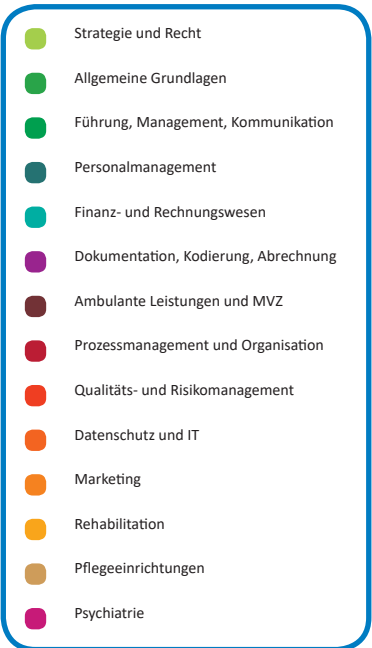 Strategie und Recht
Allgemeine Grundlagen
Führung, Management, Kommunikation
Personalmanagement
Finanz- und Rechnungswesen
Dokumentation, Kodierung, Abrechnung
Ambulante Leistungen und MVZ
Prozessmanagement und Organisation
Qualitäts- und Risikomanagement
Datenschutz und IT
Marketing
Rehabilitation
Pflegeeinrichtungen
Psychiatrie